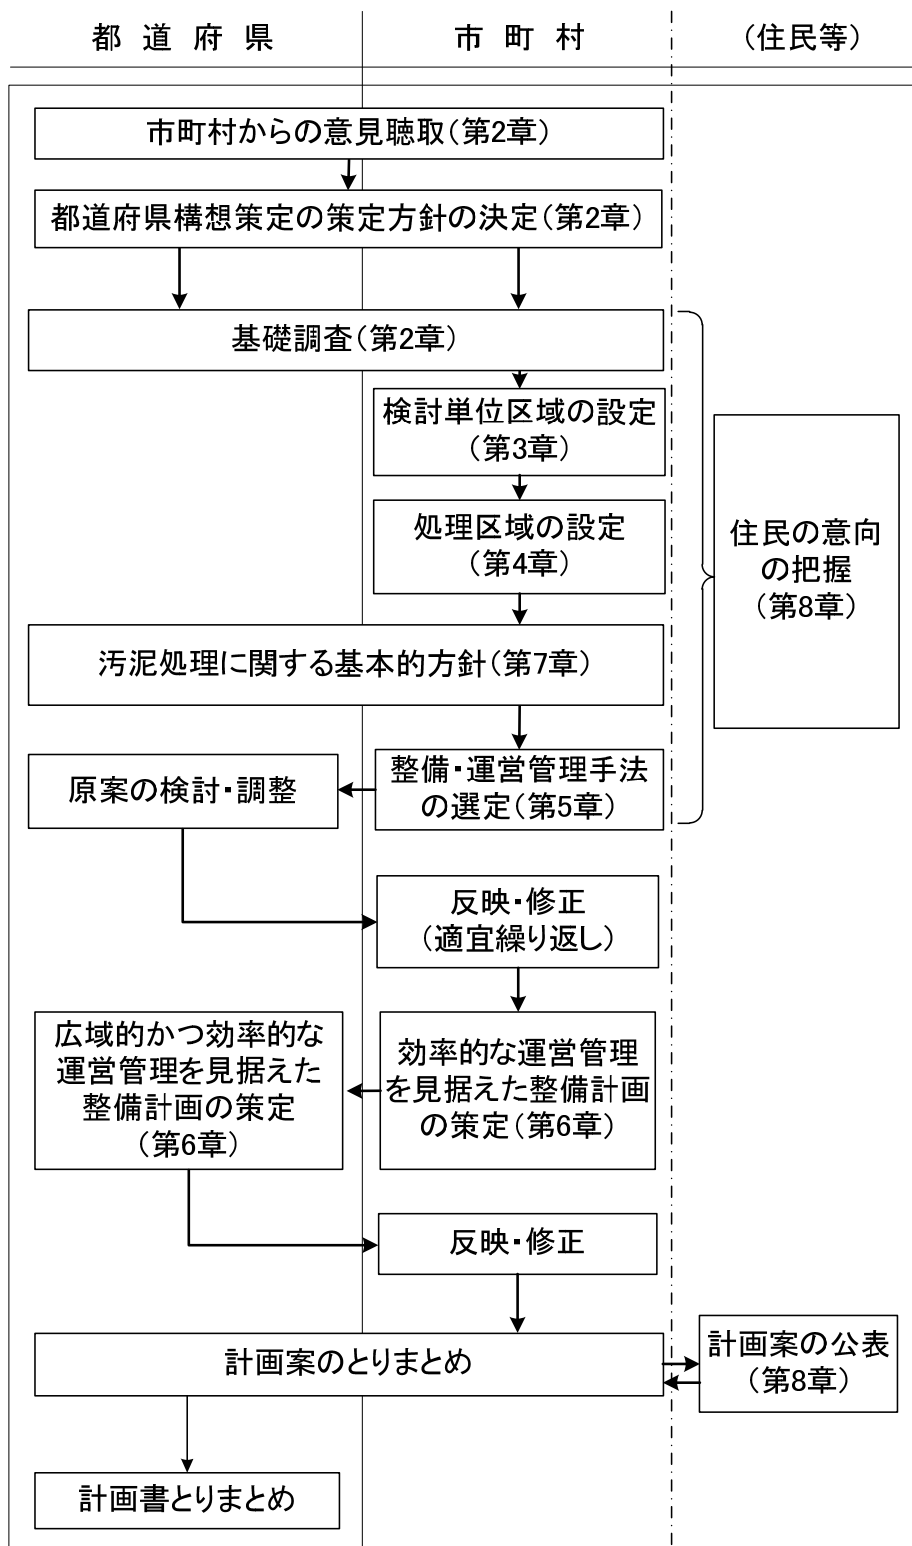 都道府県
市町村
（住民等）
市町村からの意見聴取（第2章）
都道府県構想策定の策定方針の決定（第2章）
基礎調査（第2章）
検討単位区域の設定
（第3章）
処理区域の設定
（第4章）
住民の意向
の把握
（第8章）
汚泥処理に関する基本的方針（第7章）
整備・運営管理手法
の選定（第5章）
原案の検討・調整
反映・修正
（適宜繰り返し）
効率的な運営管理
を見据えた整備計画
の策定（第6章）
広域的かつ効率的な
運営管理を見据えた
整備計画の策定
（第6章）
反映・修正
計画案のとりまとめ
計画案の公表
（第8章）
計画書とりまとめ